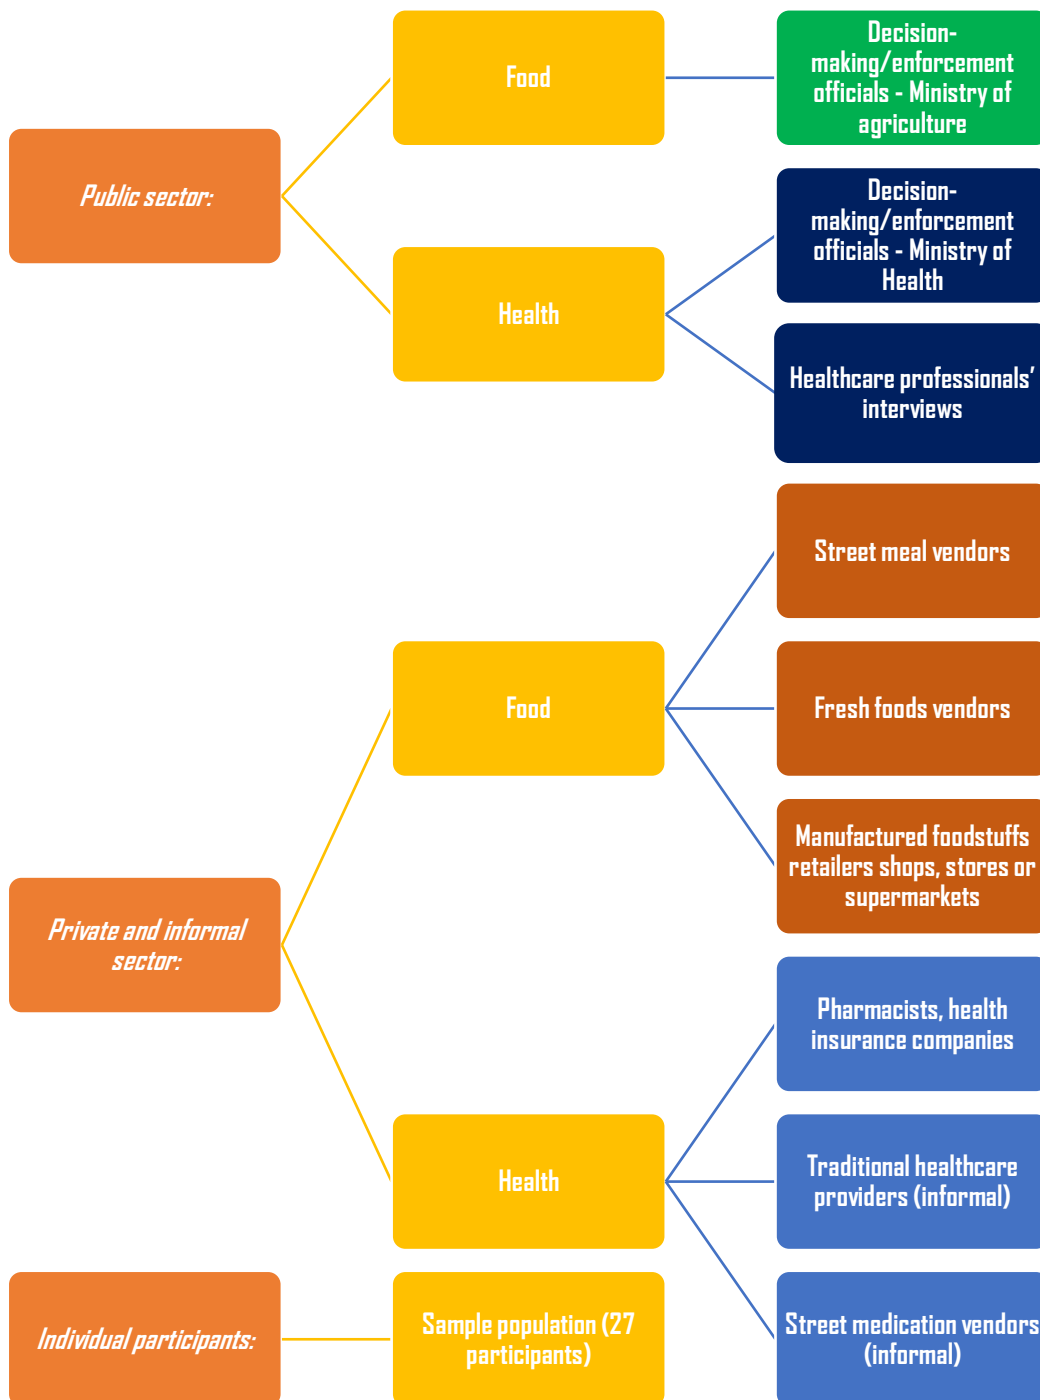 Public sector:
Food
Decision-
making/enforcement
officials - Ministry of
agriculture
Health
Decision-
making/enforcement
officials - Ministry of
Health
Healthcare professionals’
interviews
Private and informal
sector:
Food
Street meal vendors
Fresh foods vendors
Manufactured foodstuffs
retailers shops, stores or
supermarkets
Health
Pharmacists, health
insurance companies
Traditional healthcare
providers (informal)
Street medication vendors
(informal)
Individual participants:
Sample population (27
participants)